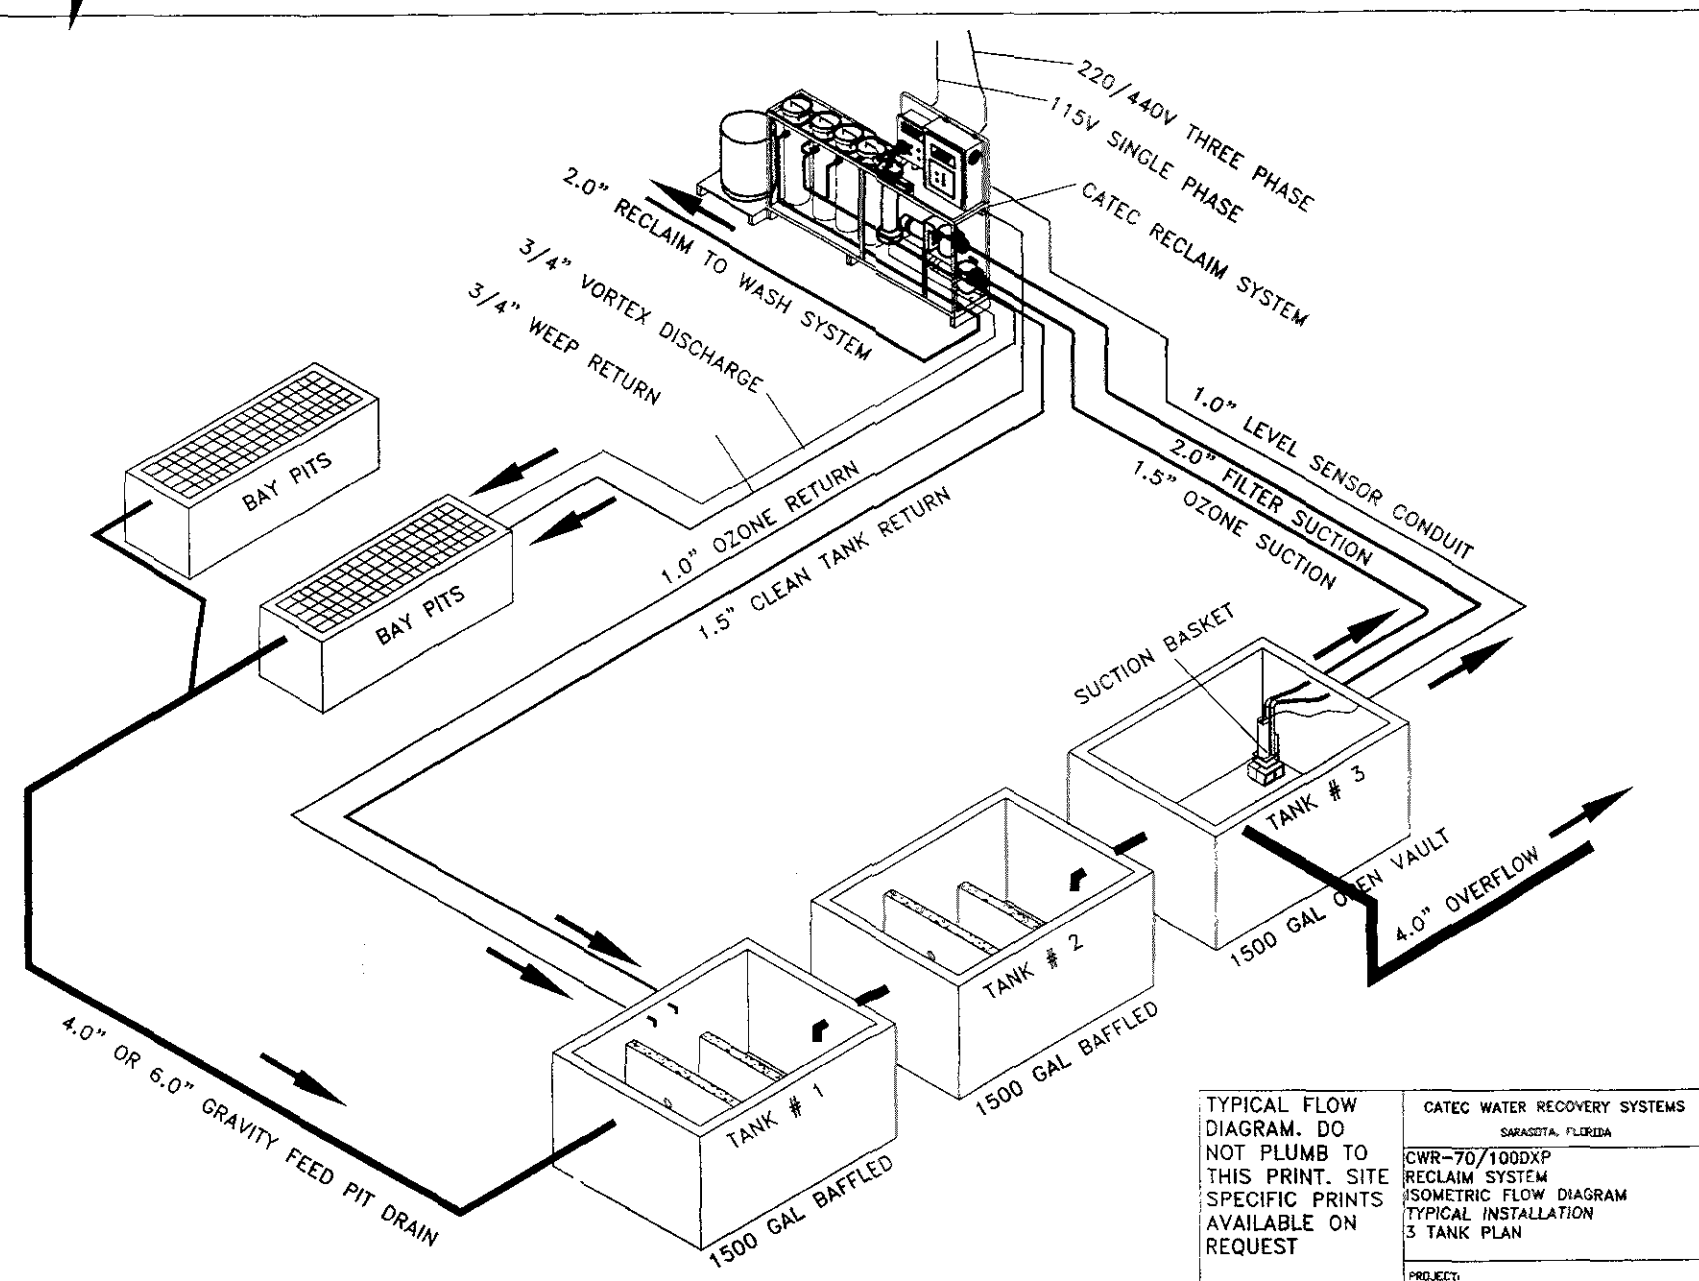 220/440V THREE PHASE
115V SINGLE PHASE
CATEC RECLAIM SYSTEM
2.0" RECLAIM TO WASH SYSTEM
3/4" VORTEX DISCHARGE
3/4" WEEP RETURN
1.0" LEVEL SENSOR CONDUIT
2.0" FILTER SUCTION
1.5" OZONE SUCTION
BAY PITS
BAY PITS
1.0" OZONE RETURN
1.5" CLEAN TANK RETURN
SUCTION BASKET
TANK # 3
1500 GAL OPEN VAULT
4.0" OVERFLOW
TANK # 2
1500 GAL BAFFLED
TANK # 1
1500 GAL BAFFLED
4.0" OR 6.0" GRAVITY FEED PIT DRAIN
TYPICAL FLOW
DIAGRAM. DO
NOT PLUMB TO
THIS PRINT. SITE
SPECIFIC PRINTS
AVAILABLE ON
REQUEST
CATEC WATER RECOVERY SYSTEMS
SARASOTA, FLORIDA
CWR-70/100DXP
RECLAIM SYSTEM
ISOMETRIC FLOW DIAGRAM
TYPICAL INSTALLATION
3 TANK PLAN
PROJECT: